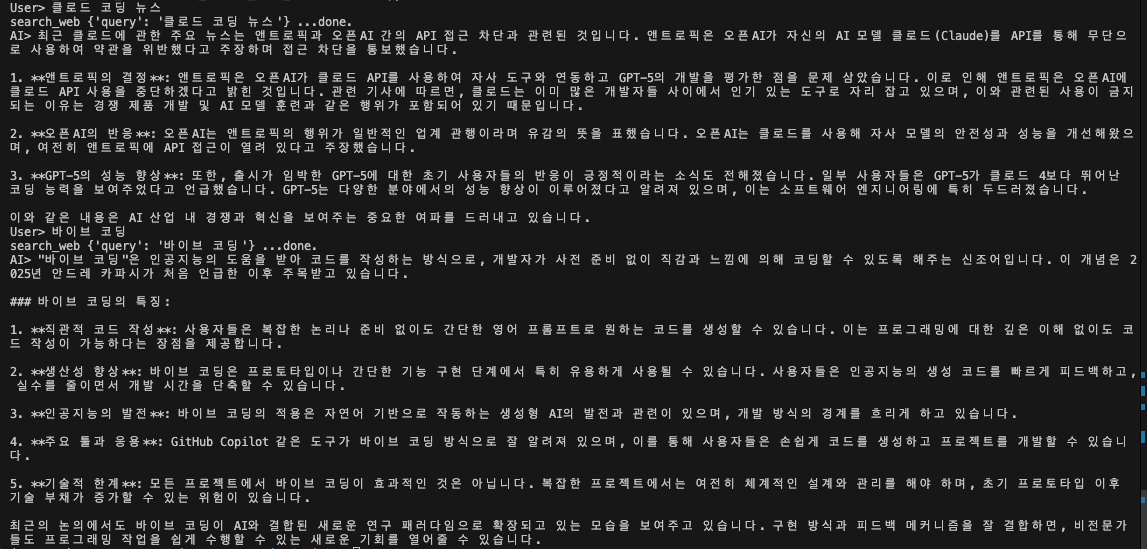 User> 클로드 코딩 뉴스
search_web {'query': '클로드 코딩 뉴스'} ...done.
AI> 최근 클로드에 관한 주요 뉴스는 앤트로픽과 오픈AI 간의 API 접근 차단과 관련된 것입니다. 앤트로픽은 오픈AI가 자신의 AI 모델 클로드(Claude)를 API를 통해 무단으
로 사용하여 약관을 위반했다고 주장하며 접근 차단을 통보했습니다.
1. **앤트로픽의 결정**: 앤트로픽은 오픈AI가 클로드 API를 사용하여 자사 도구와 연동하고 GPT-5의 개발을 평가한 점을 문제 삼았습니다. 이로 인해 앤트로픽은 오픈AI에
클로드 API 사용을 중단하겠다고 밝힌 것입니다. 관련 기사에 따르면, 클로드는 이미 많은 개발자들 사이에서 인기 있는 도구로 자리 잡고 있으며, 이와 관련된 사용이 금지
되는 이유는 경쟁 제품 개발 및 AI 모델 훈련과 같은 행위가 포함되어 있기 때문입니다.
2. **오픈AI의 반응**: 오픈AI는 앤트로픽의 행위가 일반적인 업계 관행이라며 유감의 뜻을 표했습니다. 오픈AI는 클로드를 사용해 자사 모델의 안전성과 성능을 개선해왔으
며, 여전히 앤트로픽에 API 접근이 열려 있다고 주장했습니다.
3. **GPT-5의 성능 향상**: 또한, 출시가 임박한 GPT-5에 대한 초기 사용자들의 반응이 긍정적이라는 소식도 전해졌습니다. 일부 사용자들은 GPT-5가 클로드 4보다 뛰어난
코딩 능력을 보여주었다고 언급했습니다. GPT-5는 다양한 분야에서의 성능 향상이 이루어졌다고 알려져 있으며, 이는 소프트웨어 엔지니어링에 특히 두드러졌습니다.
이와 같은 내용은 AI 산업 내 경쟁과 혁신을 보여주는 중요한 여파를 드러내고 있습니다.
User> 바이브 코딩
search_web {'query': '바이브 코딩'} ...done.
AI> "바이브 코딩"은 인공지능의 도움을 받아 코드를 작성하는 방식으로, 개발자가 사전 준비 없이 직감과 느낌에 의해 코딩할 수 있도록 해주는 신조어입니다. 이 개념은 2
025년 안드레 카파시가 처음 언급한 이후 주목받고 있습니다.
### 바이브 코딩의 특징:
1. **직관적 코드 작성**: 사용자들은 복잡한 논리나 준비 없이도 간단한 영어 프롬프트로 원하는 코드를 생성할 수 있습니다. 이는 프로그래밍에 대한 깊은 이해 없이도 코
드 작성이 가능하다는 장점을 제공합니다.
2. **생산성 향상**: 바이브 코딩은 프로토타입이나 간단한 기능 구현 단계에서 특히 유용하게 사용될 수 있습니다. 사용자들은 인공지능의 생성 코드를 빠르게 피드백하고,
실수를 줄이면서 개발 시간을 단축할 수 있습니다.
3. **인공지능의 발전**: 바이브 코딩의 적용은 자연어 기반으로 작동하는 생성형 AI의 발전과 관련이 있으며, 개발 방식의 경계를 흐리게 하고 있습니다.
4. **주요 툴과 응용**: GitHub Copilot 같은 도구가 바이브 코딩 방식으로 잘 알려져 있으며, 이를 통해 사용자들은 손쉽게 코드를 생성하고 프로젝트를 개발할 수 있습니
다.
5. **기술적 한계**: 모든 프로젝트에서 바이브 코딩이 효과적인 것은 아닙니다. 복잡한 프로젝트에서는 여전히 체계적인 설계와 관리를 해야 하며, 초기 프로토타입 이후
기술 부채가 증가할 수 있는 위험이 있습니다.
최근의 논의에서도 바이브 코딩이 AI와 결합된 새로운 연구 패러다임으로 확장되고 있는 모습을 보여주고 있습니다. 구현 방식과 피드백 메커니즘을 잘 결합하면, 비전문가
들도 프로그래밍 작업을 쉽게 수행할 수 있는 새로운 기회를 열어줄 수 있습니다.